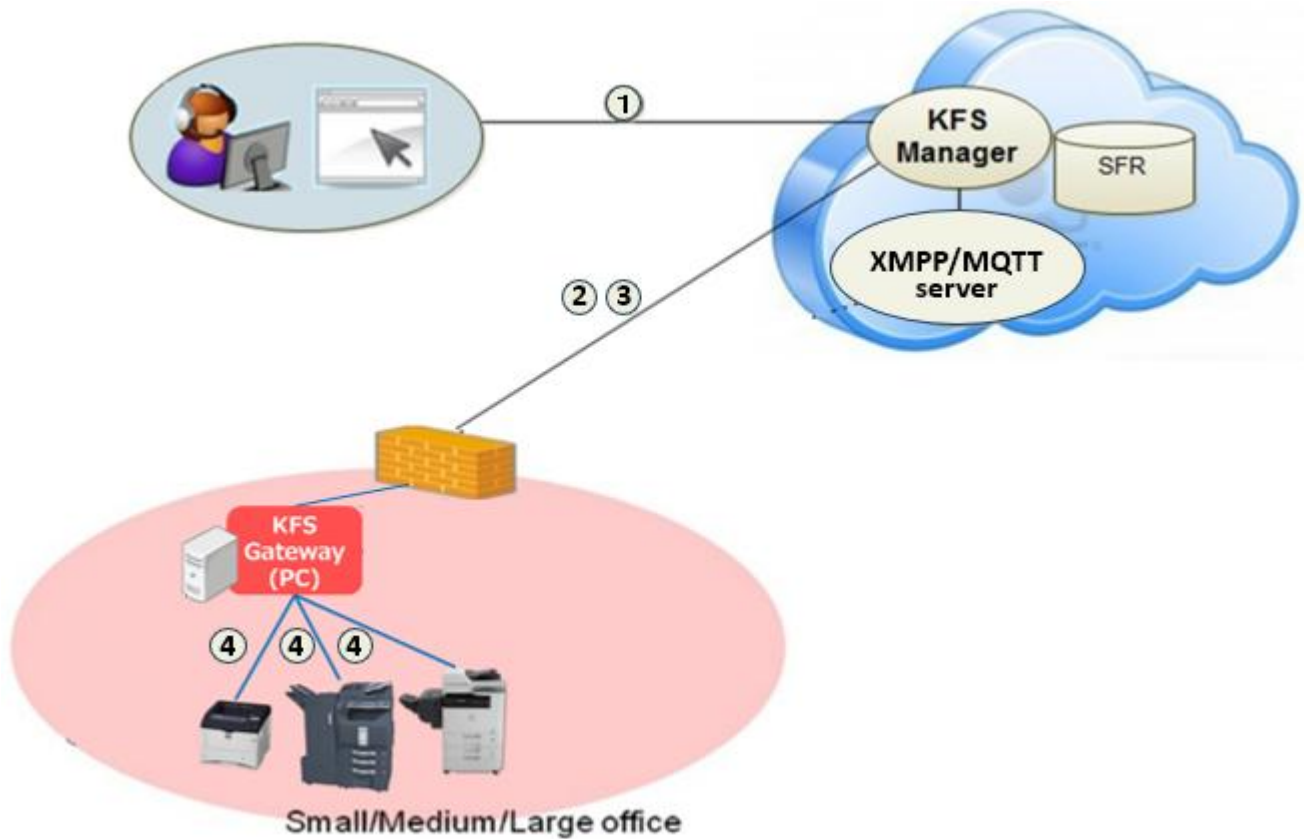 ①
KFS
Manager
SFR
XMPP/MQTT
server
② ③
KFS
Gateway
(PC)
④ ④ ④
Small/Medium/Large office